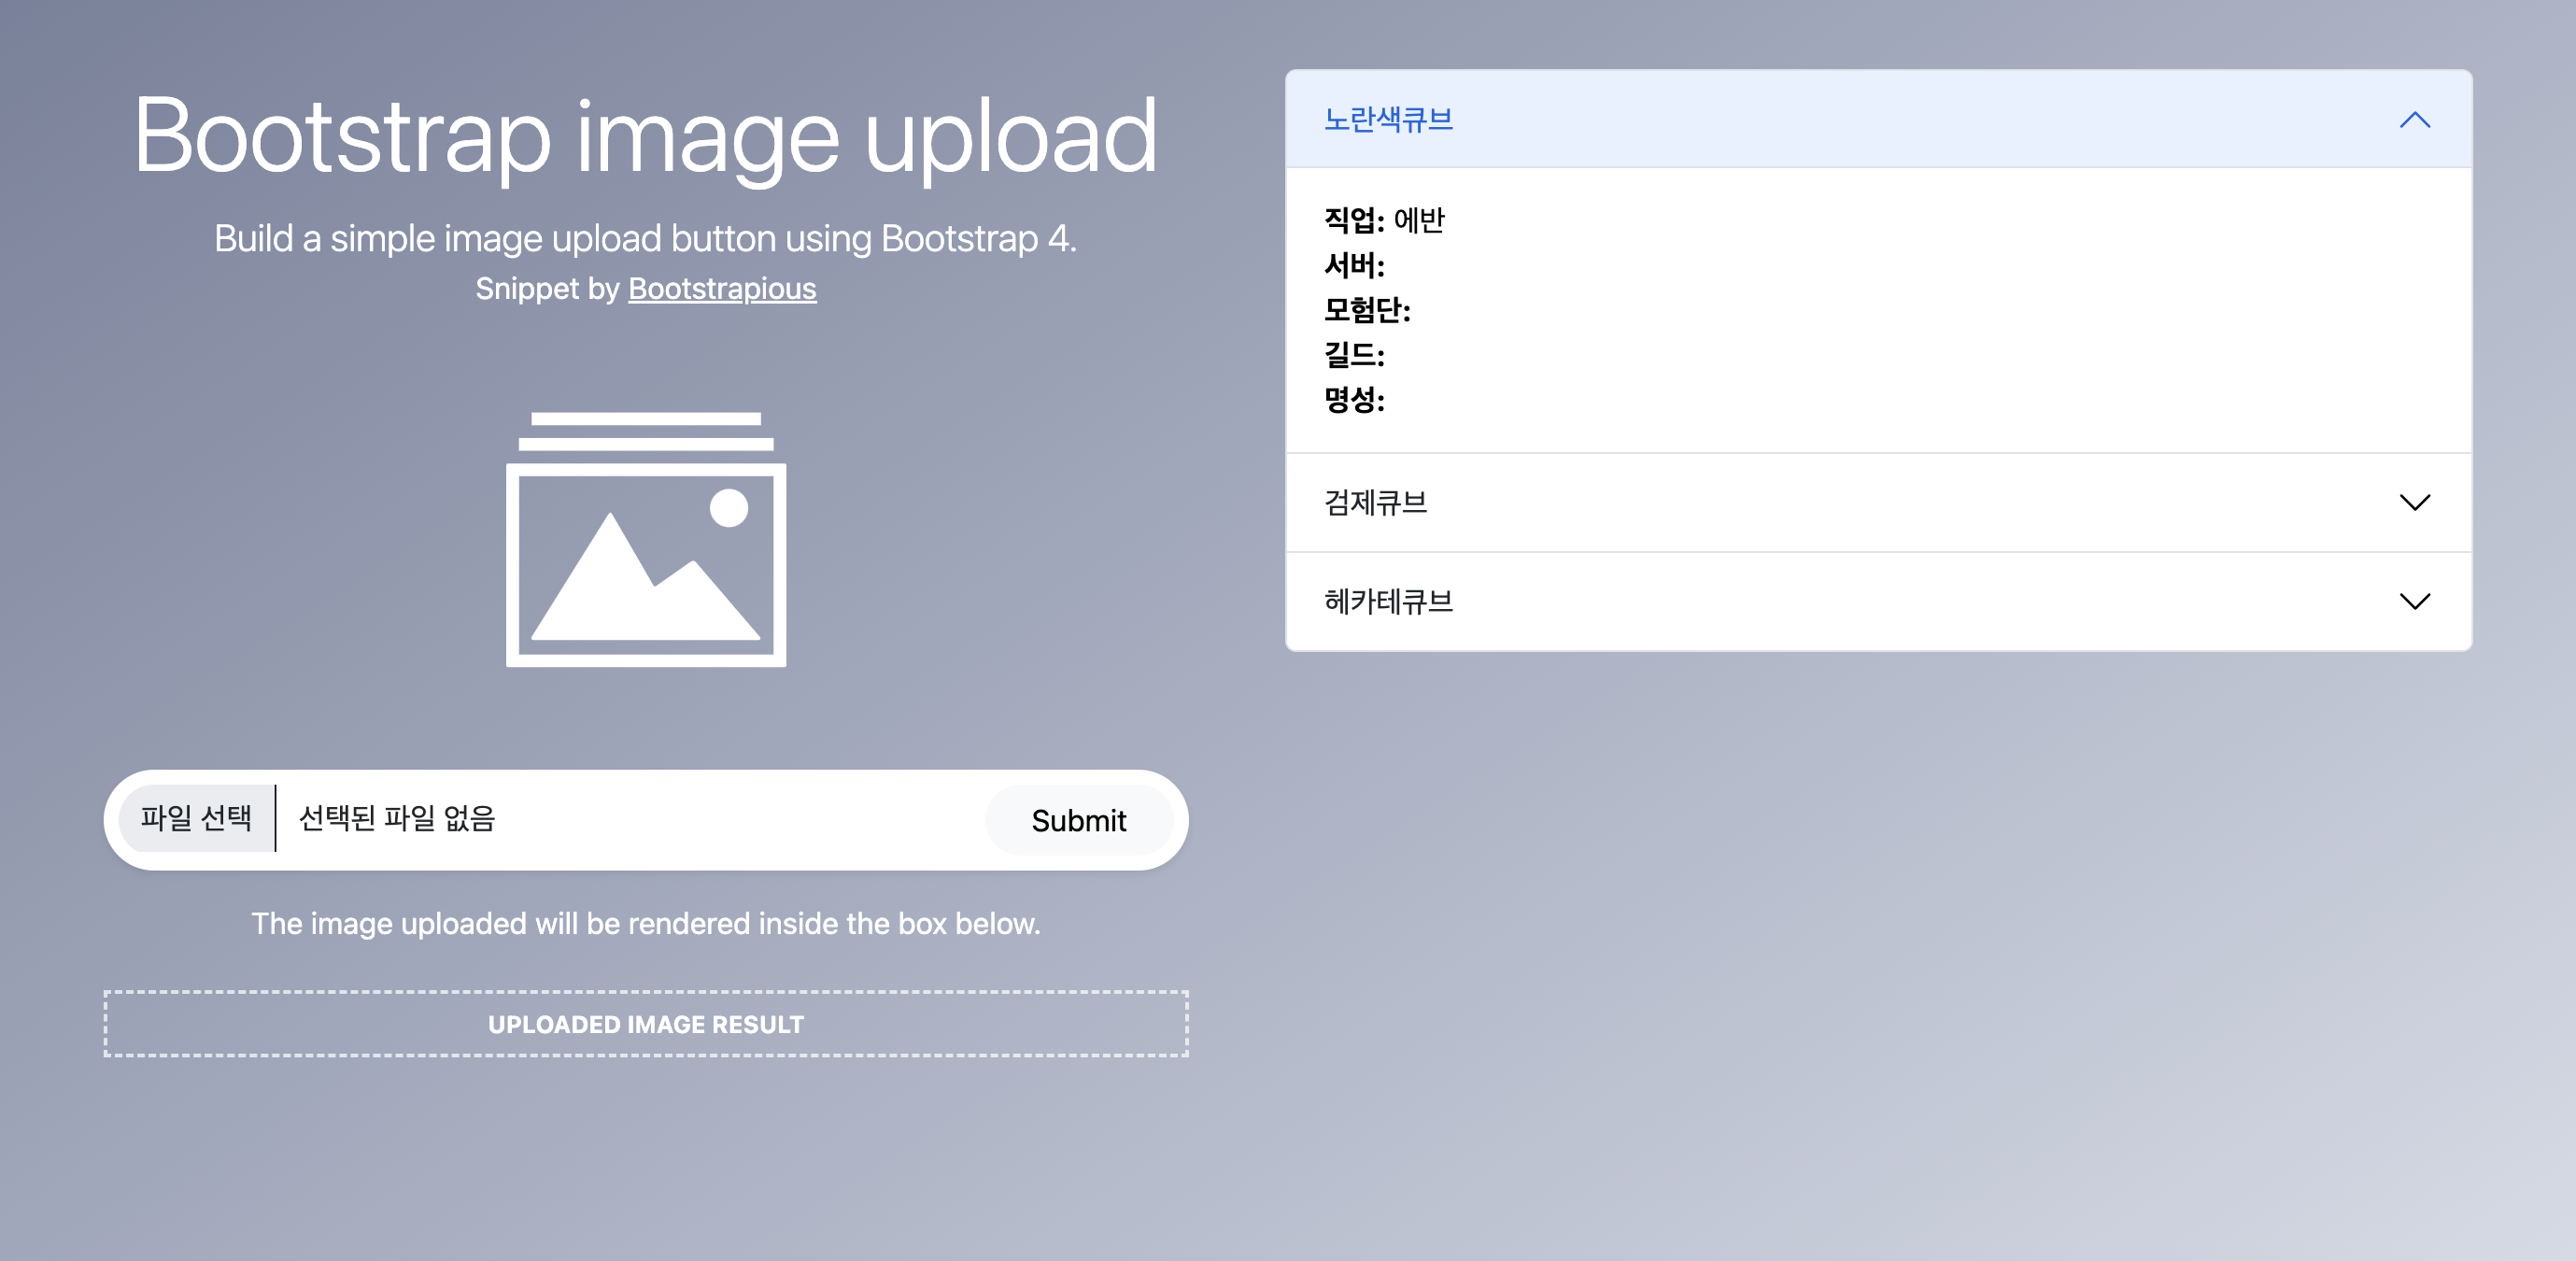 Bootstrap image upload
Build a simple image upload button using Bootstrap 4.
Snippet by Bootstrapious
파일 선택 선택된 파일 없음 Submit
The image uploaded will be rendered inside the box below.
UPLOADED IMAGE RESULT
노란색큐브
직업: 에반
서버:
모험단:
길드:
명성:
검제큐브
헤카테큐브